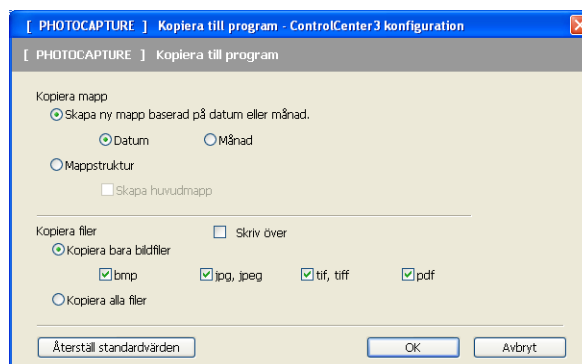 [ PHOTOCAPTURE ] Kopiera till program - ControlCenter3 konfiguration
[ PHOTOCAPTURE ] Kopiera till program
Kopiera mapp
Skapa ny mapp baserad på datum eller månad.
Datum Månad
Mappstruktur
Skapa huvudmapp
Kopiera filer Skriv över
Kopiera bara bildfiler
bmp jpg, jpeg tif, tiff pdf
Kopiera alla filer
Återställ standardvärden OK Avbryt